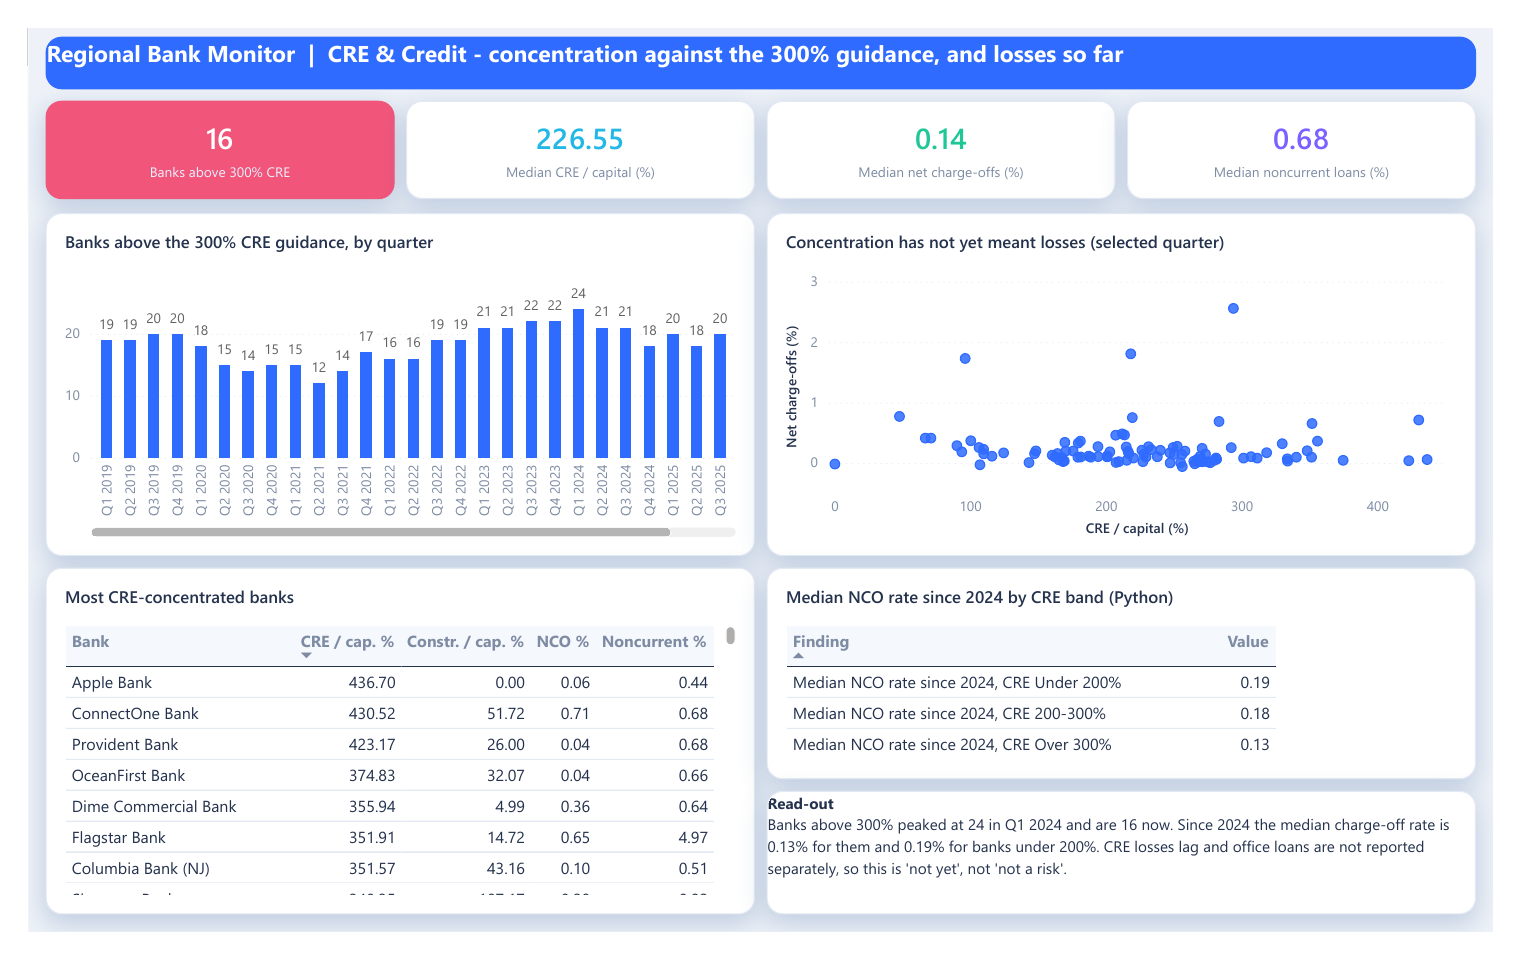 Regional Bank Monitor | CRE & Credit - concentration against the 300% guidance, and losses so far
16
Banks above 300% CRE
226.55
Median CRE / capital (%)
0.14
Median net charge-offs (%)
0.68
Median noncurrent loans (%)
Banks above the 300% CRE guidance, by quarter
20
10
0
19 19 20 20 18 15 14 15 15 12 14 17 16 16 19 19 21 21 22 22 24 21 21 18 20 18 20
Q1 2019
Q2 2019
Q3 2019
Q4 2019
Q1 2020
Q2 2020
Q3 2020
Q4 2020
Q1 2021
Q2 2021
Q3 2021
Q4 2021
Q1 2022
Q2 2022
Q3 2022
Q4 2022
Q1 2023
Q2 2023
Q3 2023
Q4 2023
Q1 2024
Q2 2024
Q3 2024
Q4 2024
Q1 2025
Q2 2025
Q3 2025
Concentration has not yet meant losses (selected quarter)
Net charge-offs (%)
3
2
1
0
0 100 200 300 400
CRE / capital (%)
Most CRE-concentrated banks
Bank CRE / cap. % Constr. / cap. % NCO % Noncurrent %
Apple Bank 436.70 0.00 0.06 0.44
ConnectOne Bank 430.52 51.72 0.71 0.68
Provident Bank 423.17 26.00 0.04 0.68
OceanFirst Bank 374.83 32.07 0.04 0.66
Dime Commercial Bank 355.94 4.99 0.36 0.64
Flagstar Bank 351.91 14.72 0.65 4.97
Columbia Bank (NJ) 351.57 43.16 0.10 0.51
Median NCO rate since 2024 by CRE band (Python)
Finding Value
Median NCO rate since 2024, CRE Under 200% 0.19
Median NCO rate since 2024, CRE 200-300% 0.18
Median NCO rate since 2024, CRE Over 300% 0.13
Read-out
Banks above 300% peaked at 24 in Q1 2024 and are 16 now. Since 2024 the median charge-off rate is
0.13% for them and 0.19% for banks under 200%. CRE losses lag and office loans are not reported
separately, so this is 'not yet', not 'not a risk'.